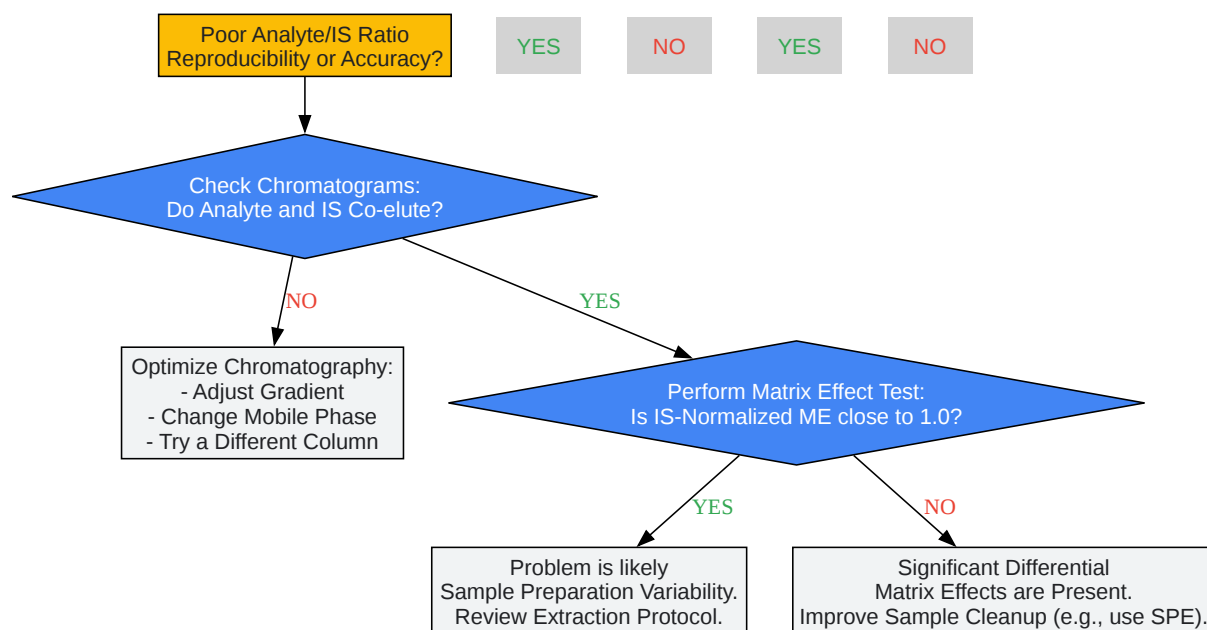 Poor Analyte/IS Ratio
Reproducibility or Accuracy?
YES
NO
YES
NO
Check Chromatograms:
Do Analyte and IS Co-elute?
NO
YES
Optimize Chromatography:
- Adjust Gradient
- Change Mobile Phase
- Try a Different Column
Perform Matrix Effect Test:
Is IS-Normalized ME close to 1.0?
YES
NO
Problem is likely
Sample Preparation Variability.
Review Extraction Protocol.
Significant Differential
Matrix Effects are Present.
Improve Sample Cleanup (e.g., use SPE).